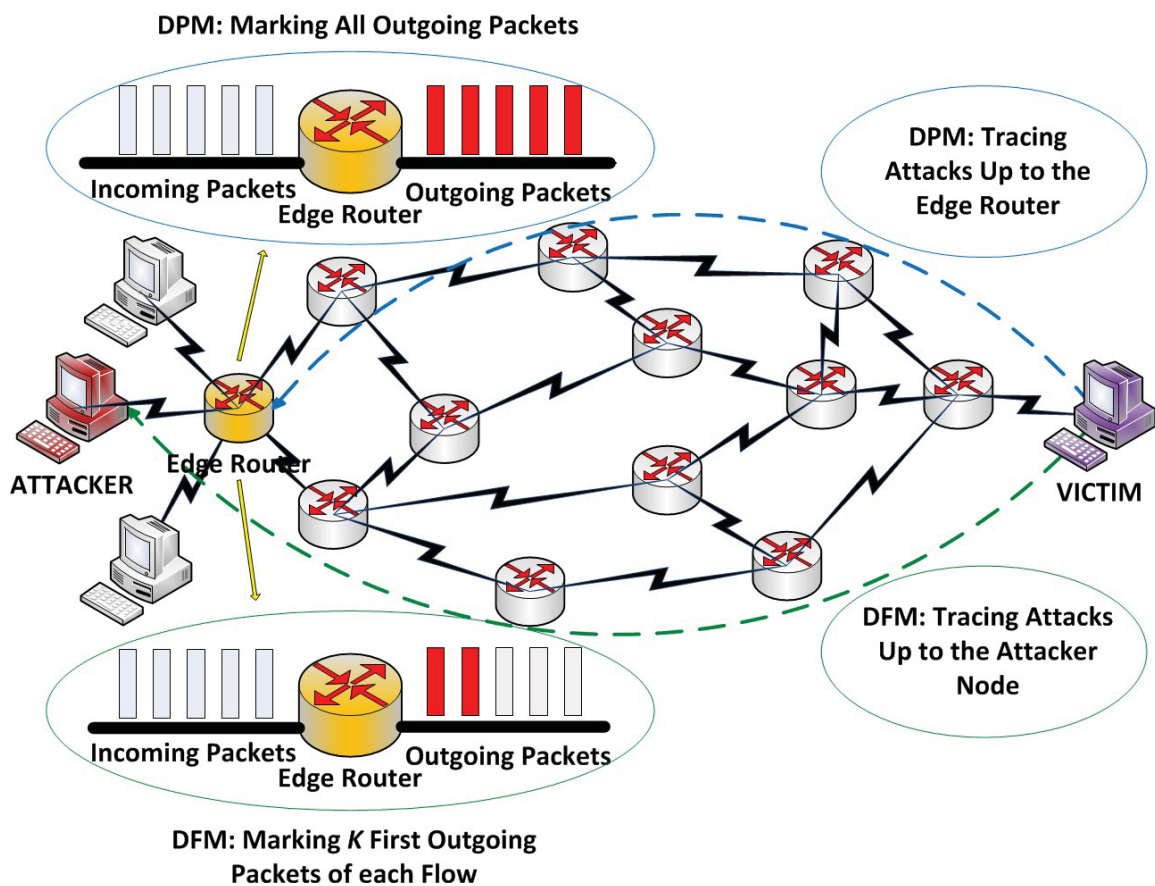 DPM: Marking All Outgoing Packets
Incoming Packets
Outgoing Packets
Edge Router
DPM: Tracing
Attacks Up to the
Edge Router
Edge Router
ATTACKER
VICTIM
DFM: Tracing Attacks
Up to the Attacker
Node
Incoming Packets
Outgoing Packets
Edge Router
DFM: Marking K First Outgoing
Packets of each Flow